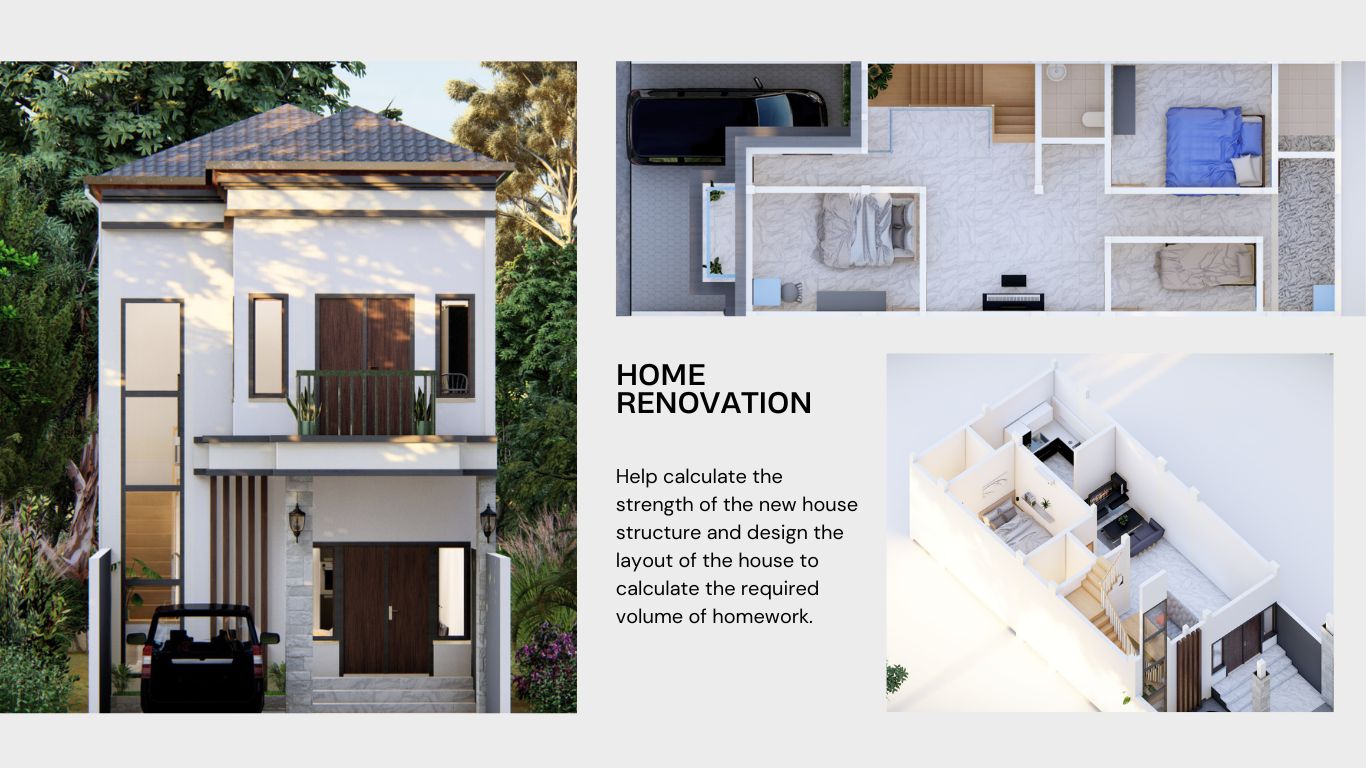 HOME
RENOVATION
Help calculate the
strength of the new house
structure and design the
layout of the house to
calculate the required
volume of homework.